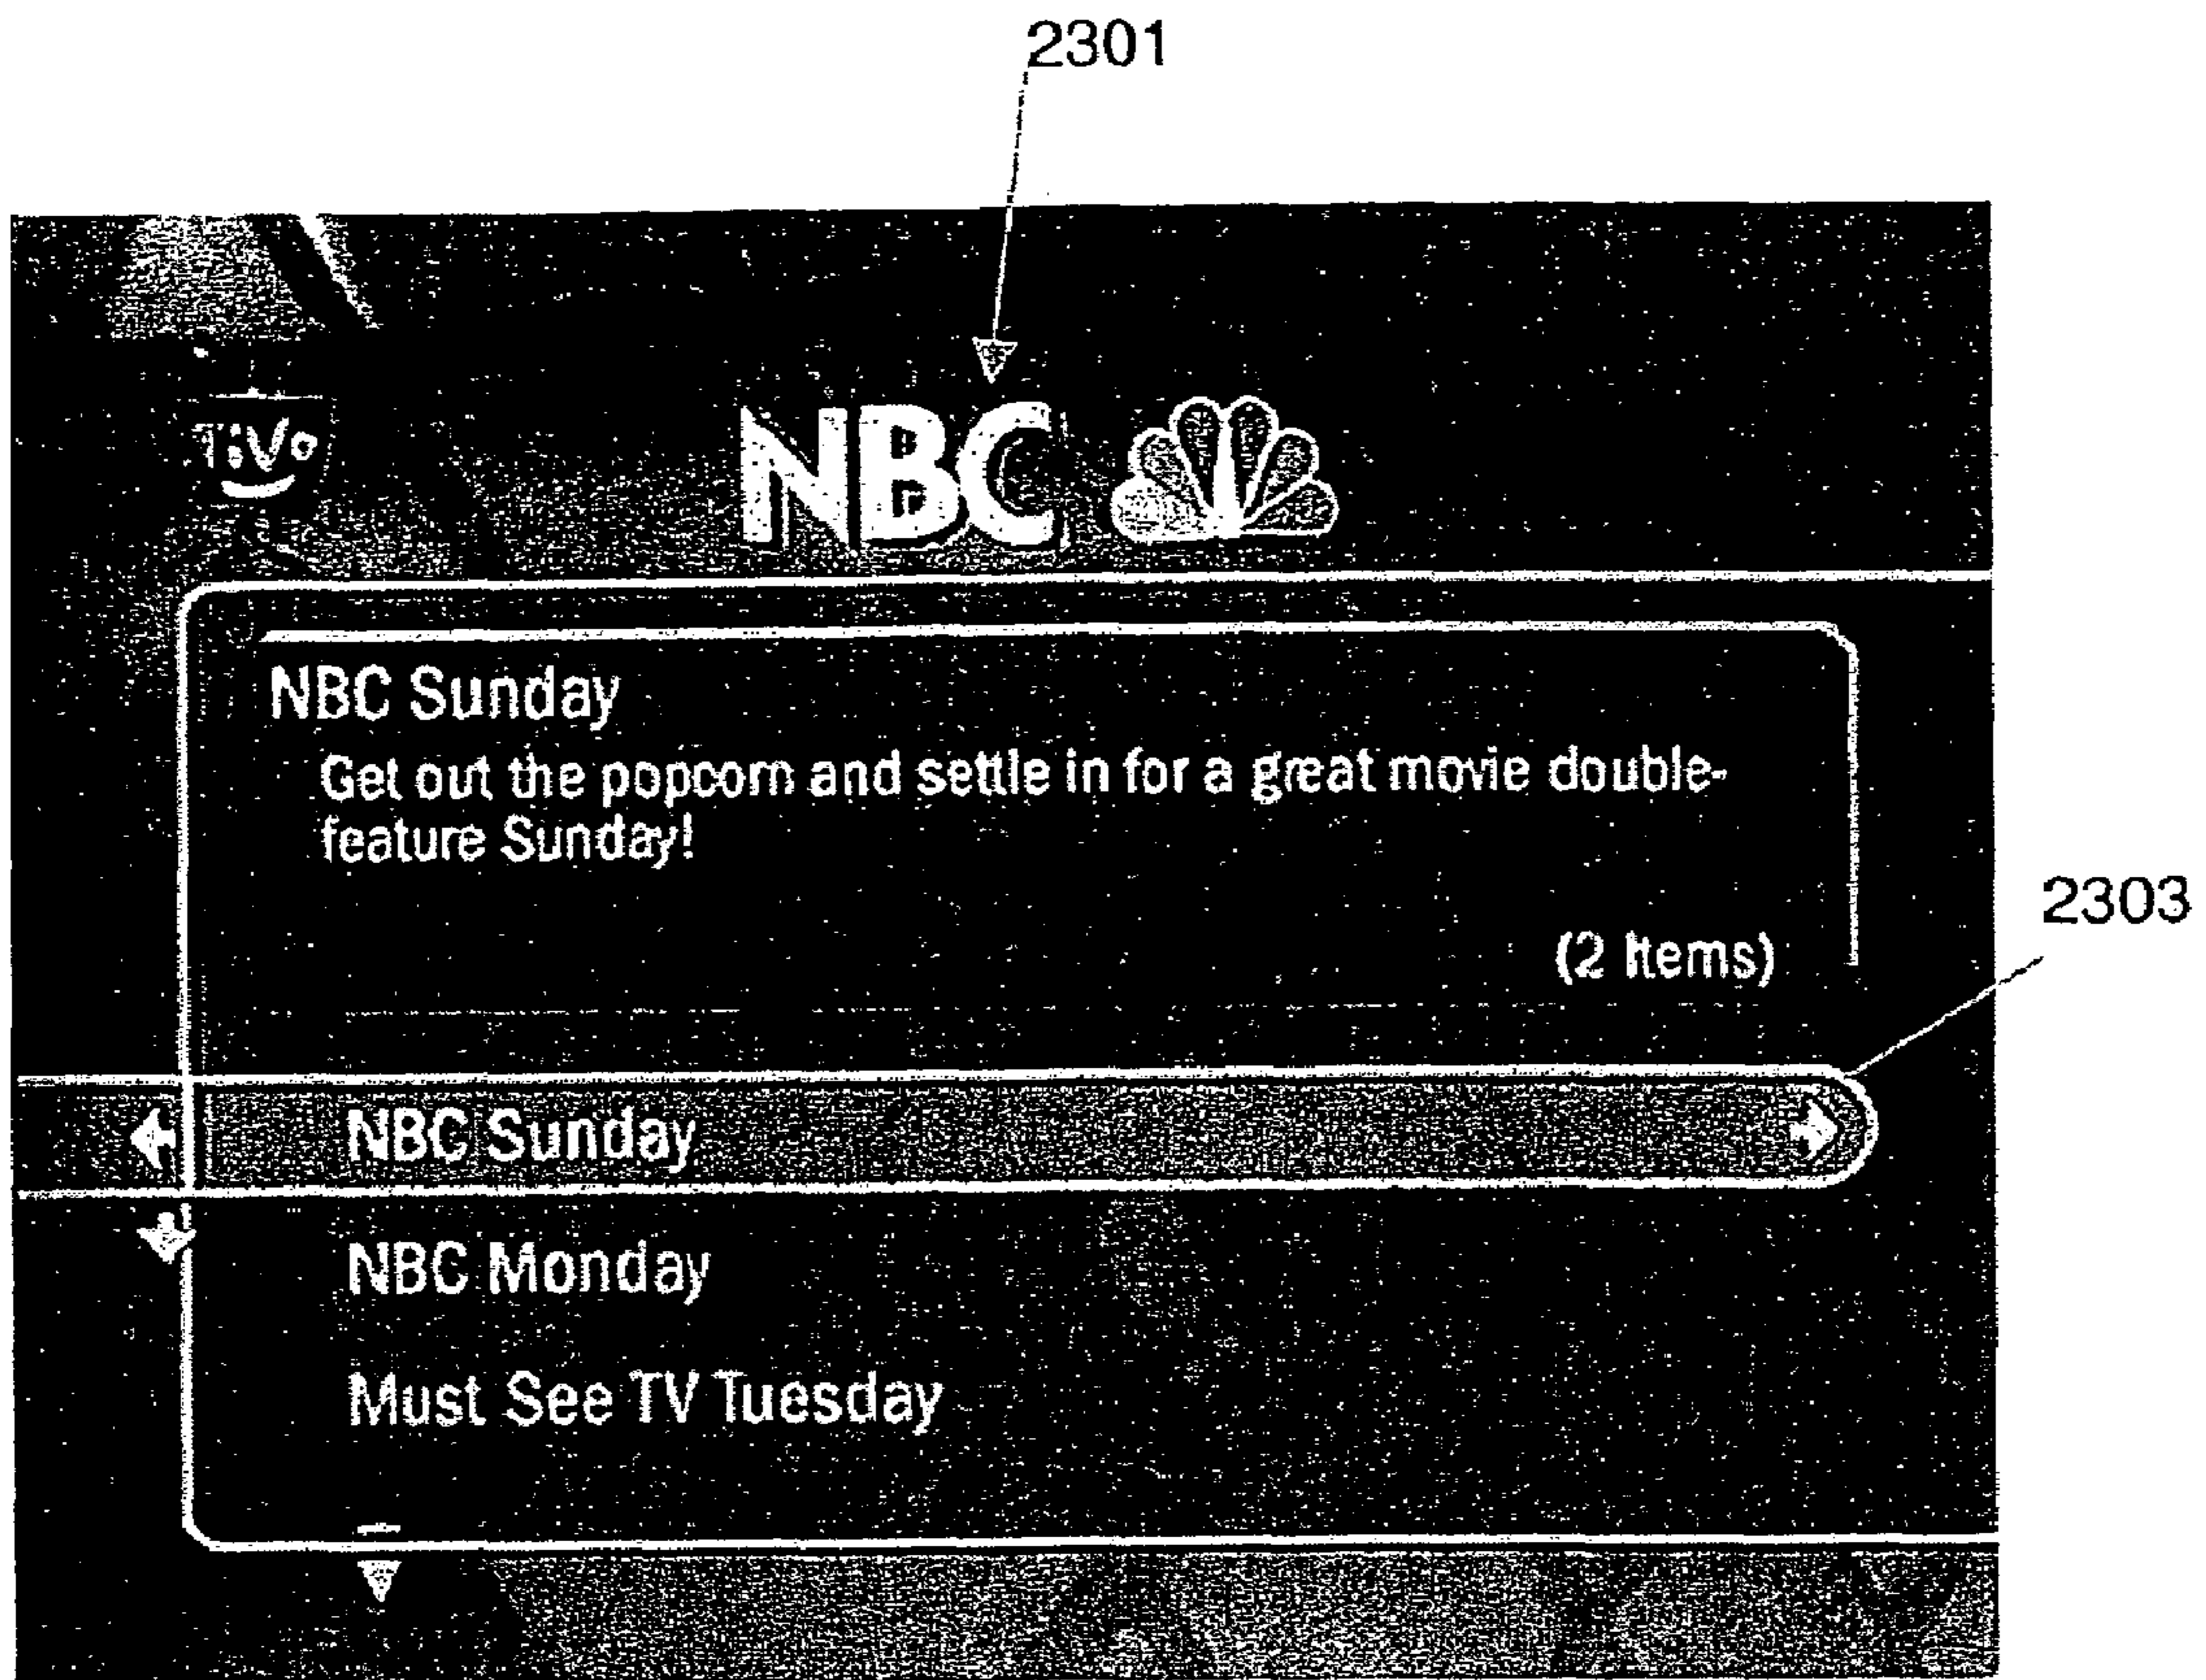 2301
TiVo
NBC
NBC Sunday
Get out the popcorn and settle in for a great movie double-
feature Sunday!
(2 Items)
2303
NBC Sunday
NBC Monday
Must See TV Tuesday